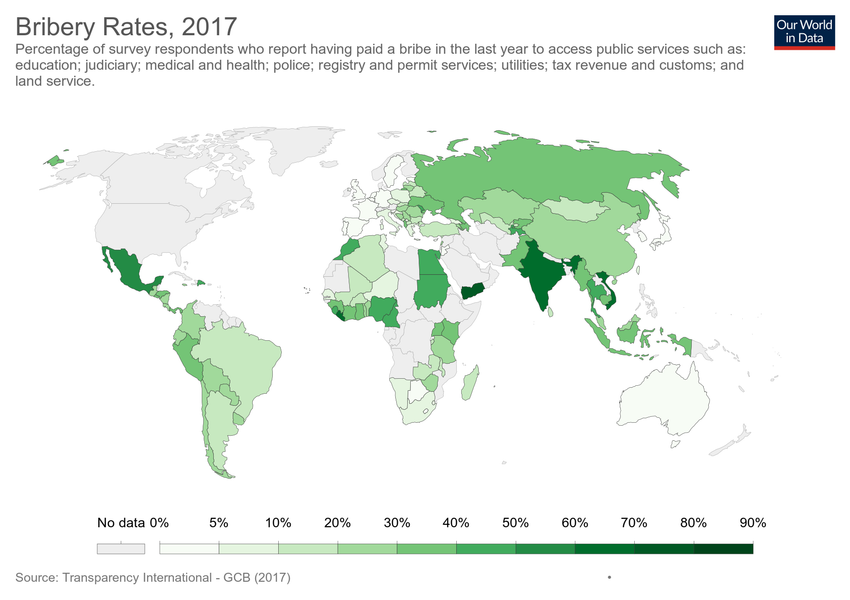 Bribery Rates, 2017
Our World
in Data
Percentage of survey respondents who report having paid a bribe in the last year to access public services such as:
education; judiciary; medical and health; police; registry and permit services; utilities; tax revenue and customs; and
land service.
No data 0% 5% 10% 20% 30% 40% 50% 60% 70% 80% 90%
Source: Transparency International - GCB (2017) •